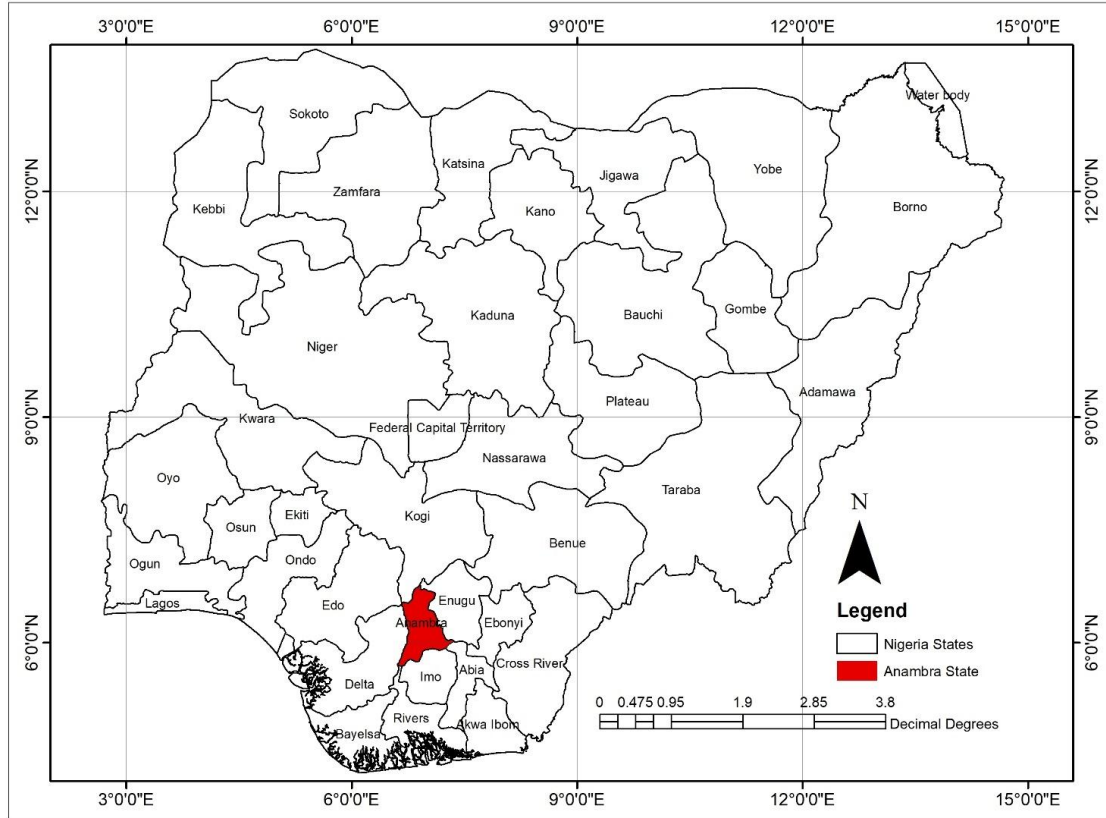 3°0'0"E 6°0'0"E 9°0'0"E 12°0'0"E 15°0'0"E
Water body
Sokoto
Katsina
Yobe
Jigawa
Zamfara
12°0'0"N
12°0'0"N
Kebbi
Kano
Borno
Gombe
Kaduna
Bauchi
Niger
Adamawa
Plateau
9°0'0"N
9°0'0"N
Kwara
Federal Capital Territory
Nassarawa
Oyo
Taraba
Kogi
Ekiti
Osun
Benue
N
Ogun
Ondo
Lagos
Edo
Enugu
Anambra
Ebonyi
Legend
Nigeria States
Anambra State
6°0'0"N
6°0'0"N
Cross River
Abia
Imo
Delta
Rivers
Akwa Ibom
Bayelsa
0 0.475 0.95 1.9 2.85 3.8
Decimal Degrees
3°0'0"E 6°0'0"E 9°0'0"E 12°0'0"E 15°0'0"E